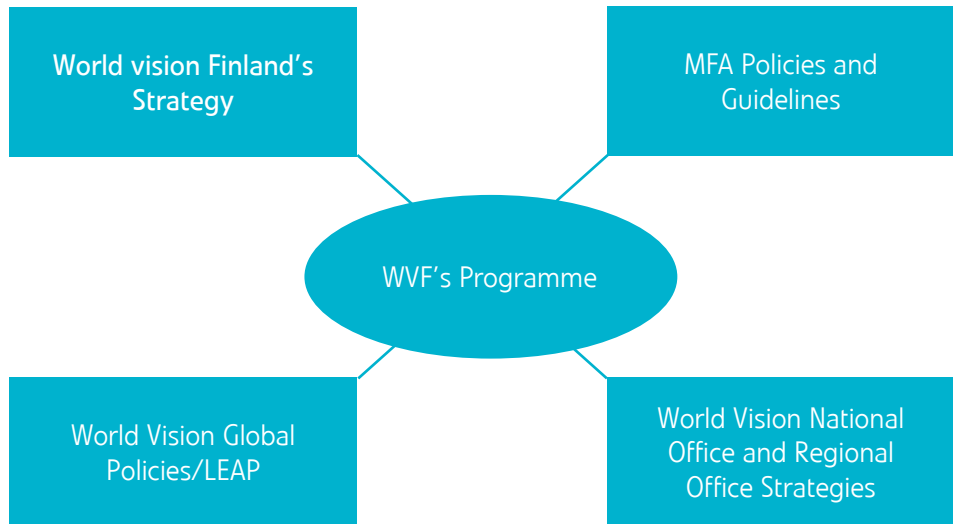 World vision Finland's
Strategy
MFA Policies and
Guidelines
WVF's Programme
World Vision Global
Policies/LEAP
World Vision National
Office and Regional
Office Strategies